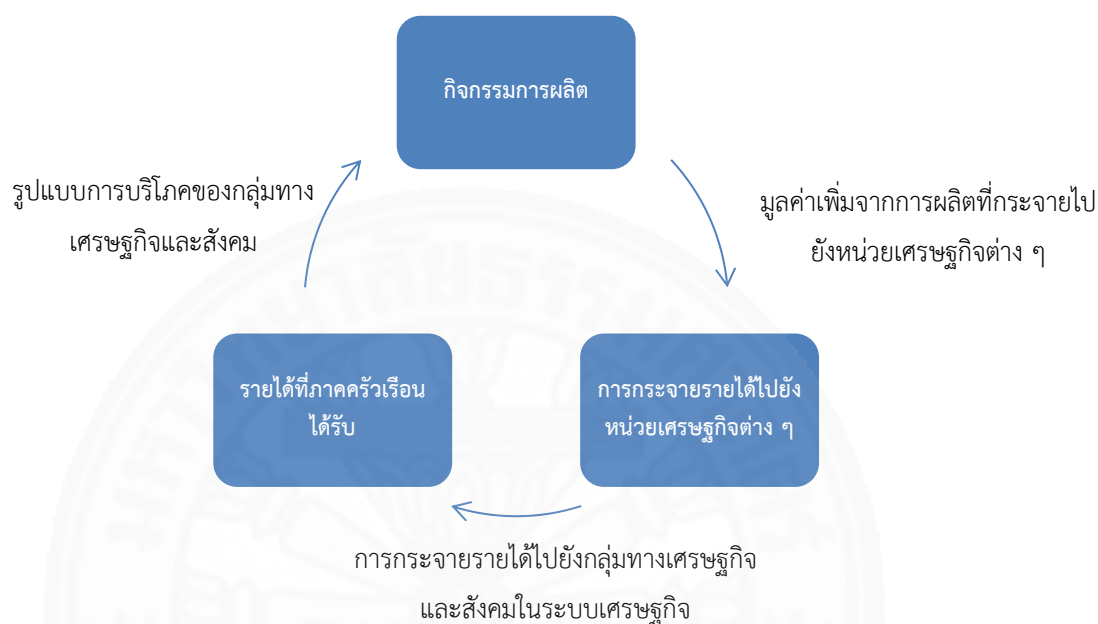 กิจกรรมการผลิต
รูปแบบการบริโภคของกลุ่มทาง
เศรษฐกิจและสังคม
มูลค่าเพิ่มจากการผลิตที่กระจายไป
ยังหน่วยเศรษฐกิจต่าง ๆ
รายได้ที่ภาคครัวเรือน
ได้รับ
การกระจายรายได้ไปยัง
หน่วยเศรษฐกิจต่าง ๆ
การกระจายรายได้ไปยังกลุ่มทางเศรษฐกิจ
และสังคมในระบบเศรษฐกิจ